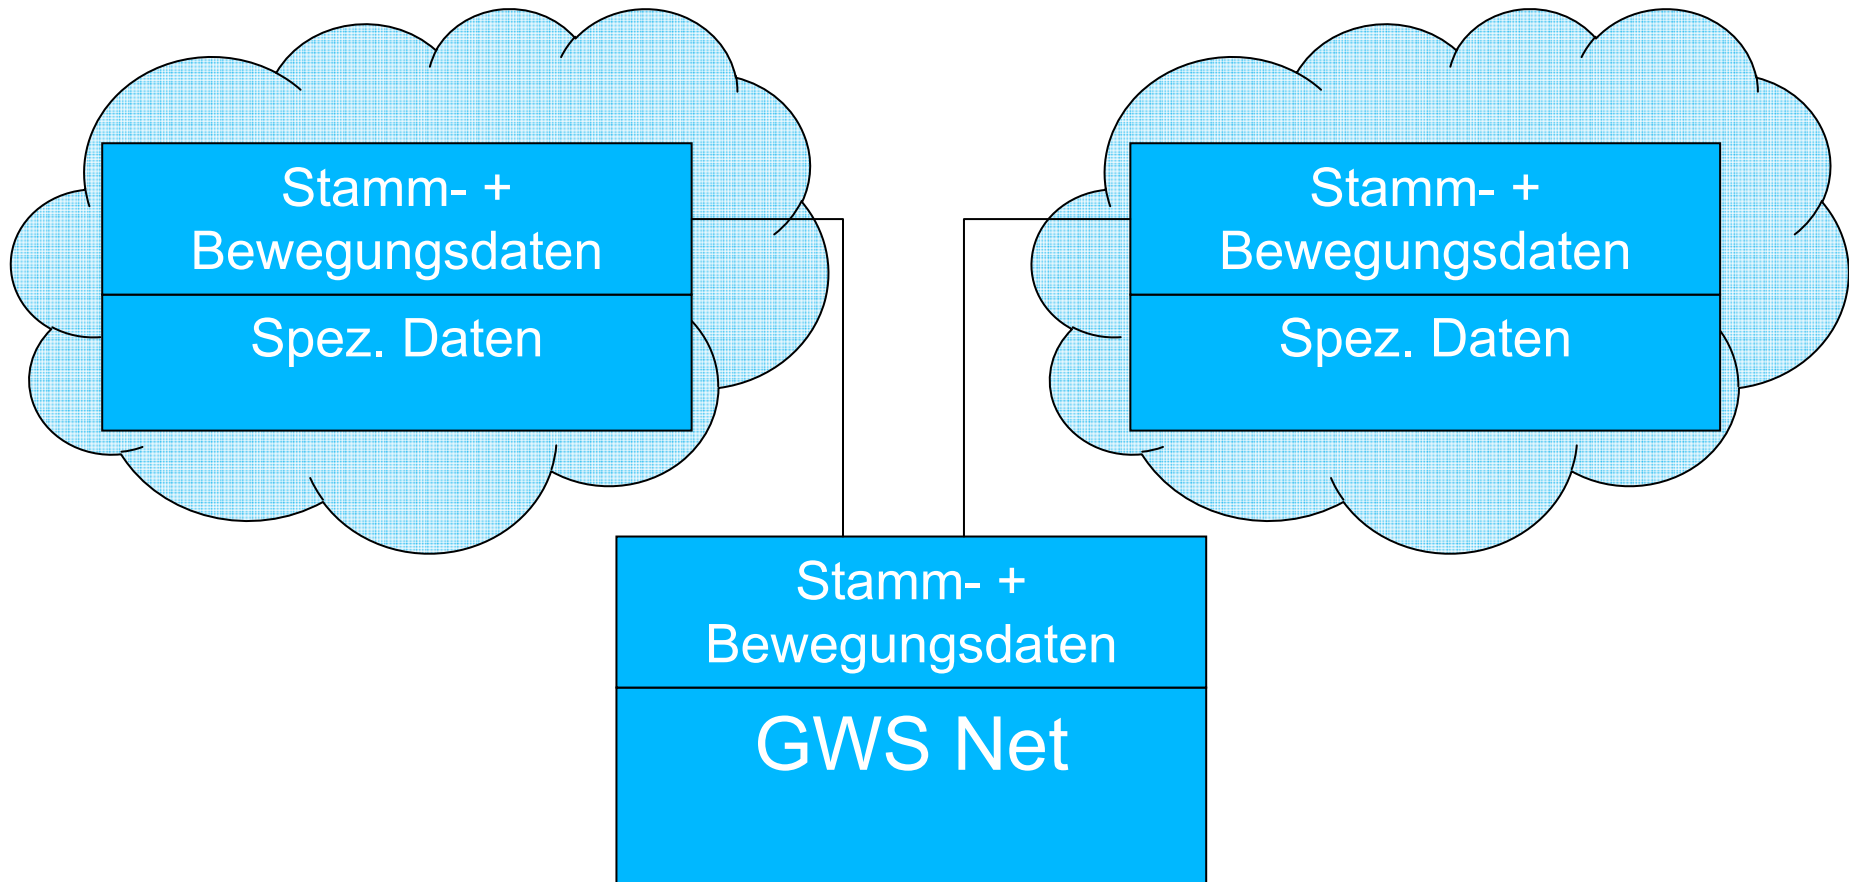 Stamm- +
Bewegungsdaten
Spez. Daten
Stamm- +
Bewegungsdaten
Spez. Daten
Stamm- +
Bewegungsdaten
GWS Net